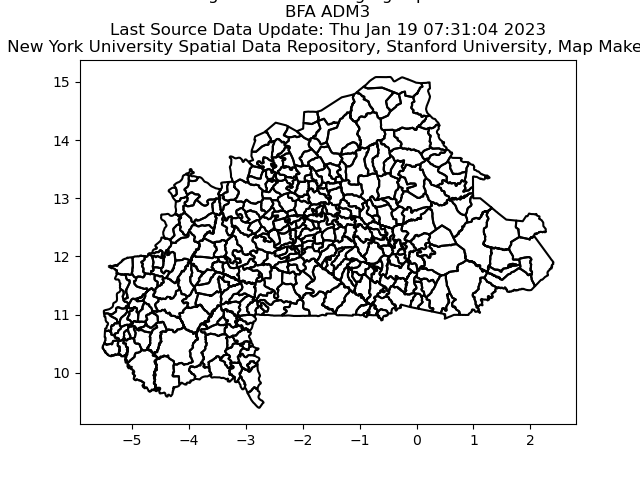 BFA ADM3
Last Source Data Update: Thu Jan 19 07:31:04 2023
New York University Spatial Data Repository, Stanford University, Map Make
15
14
13
12
11
10
−5 −4 −3 −2 −1 0 1 2